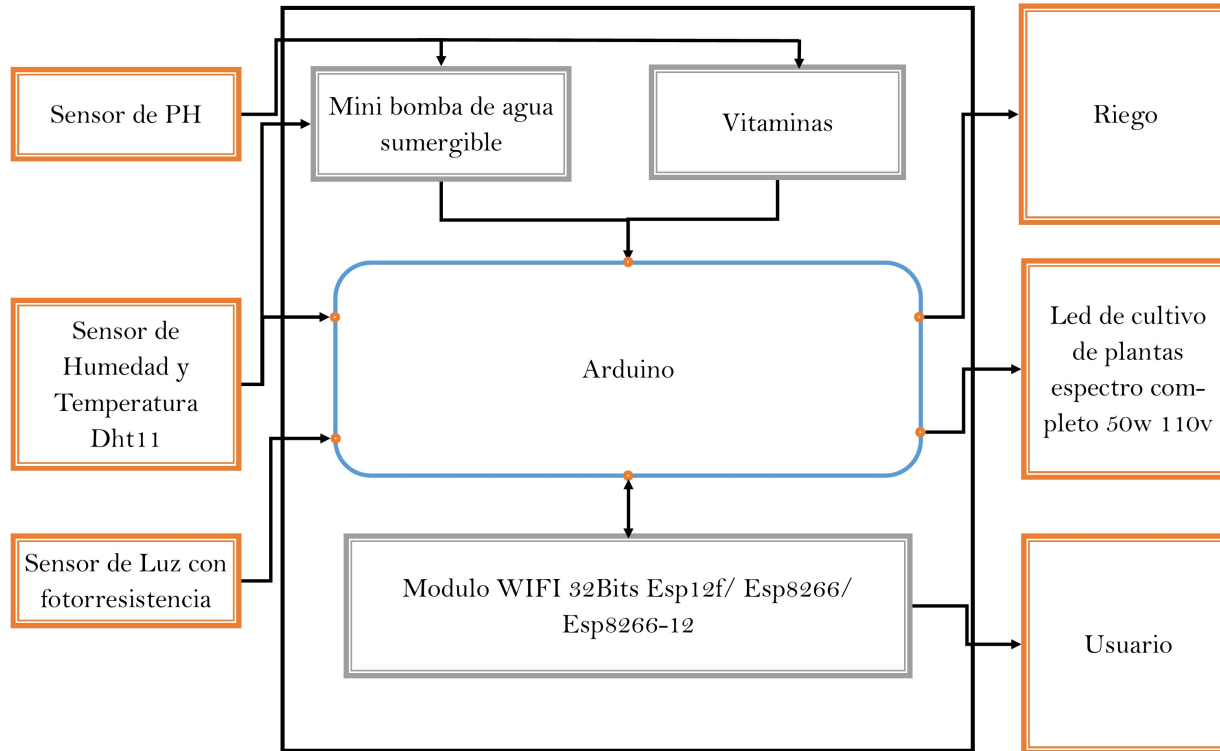 Sensor de PH
Mini bomba de agua
sumergible
Vitaminas
Riego
Sensor de
Humedad y
Temperatura
Dht11
Arduino
Led de cultivo
de plantas
espectro com-
pleto 50w 110v
Sensor de Luz con
fotorresistencia
Modulo WIFI 32Bits Esp12f/ Esp8266/
Esp8266-12
Usuario